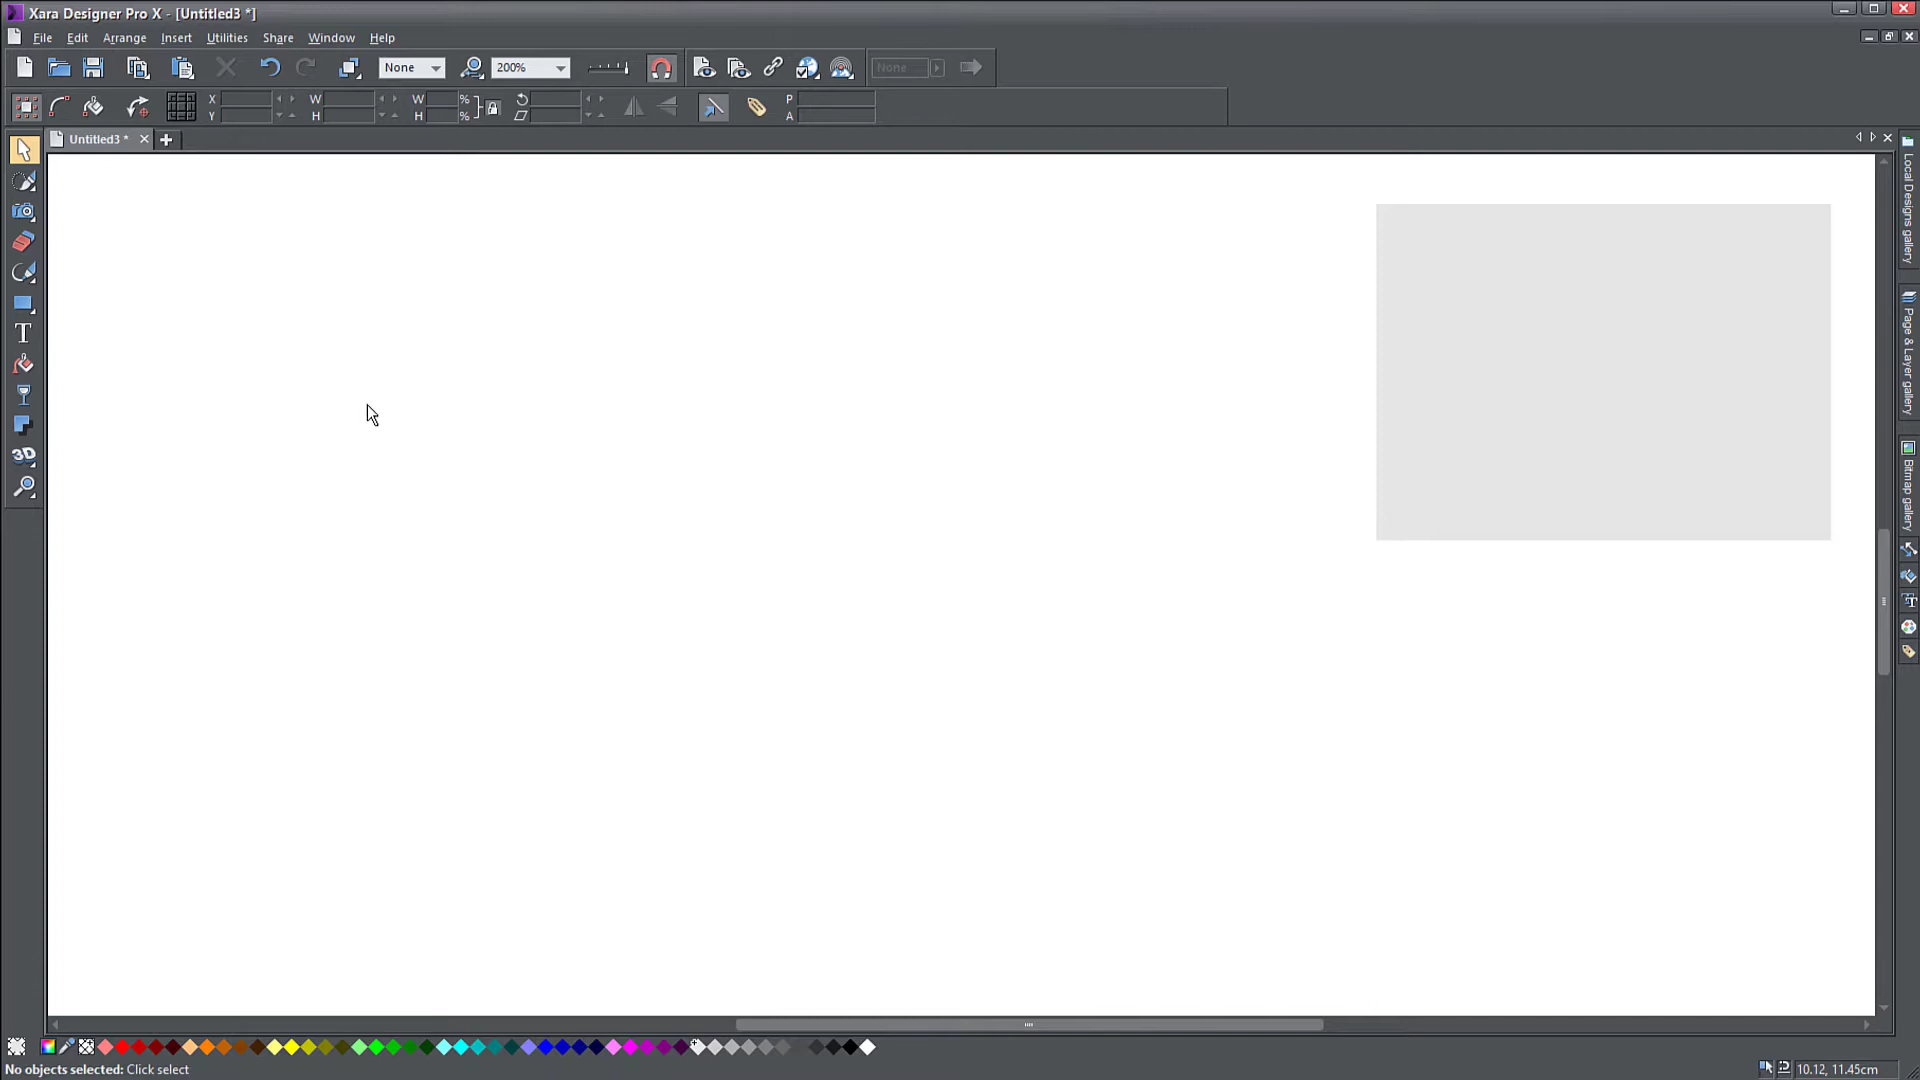 Xara Designer Pro X - [Untitled3 *]
File Edit Arrange Insert Utilities Share Window Help
None 200% None
X W W % P
Y H H % A
Untitled3 *
T
3D
Local Designs gallery
Page & Layer gallery
Bitmap gallery
No objects selected: Click select
10.12, 11.45cm